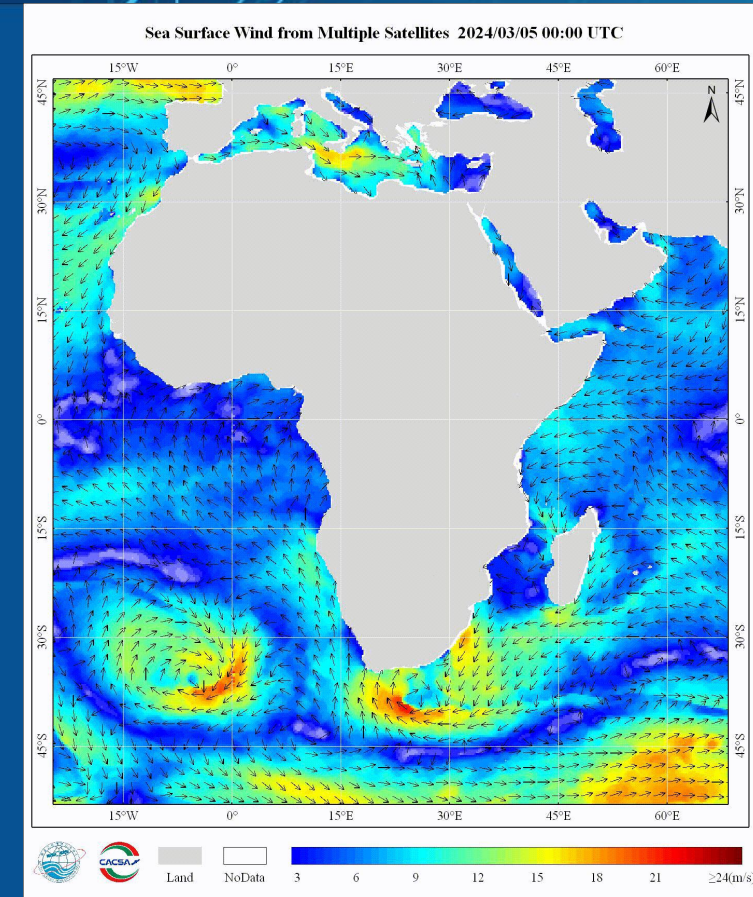 Sea Surface Wind from Multiple Satellites 2024/03/05 00:00 UTC
15°W 0° 15°E 30°E 45°E 60°E
45°N 45°N
N
30°N 30°N
15°N 15°N
0° 0°
15°S 15°S
30°S 30°S
45°S 45°S
15°W 0° 15°E 30°E 45°E 60°E
CACSA
Land NoData 3 6 9 12 15 18 21 ≥24(m/s)